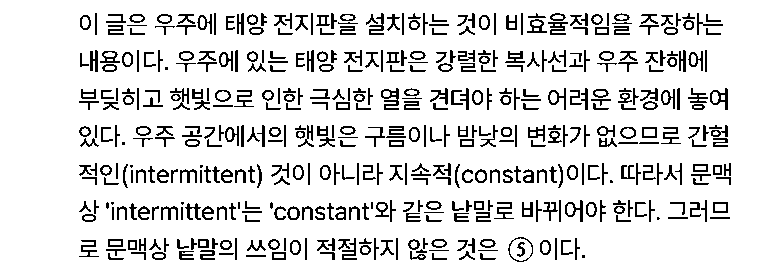 이 글은 우주에 태양 전지판을 설치하는 것이 비효율적임을 주장하는
내용이다. 우주에 있는 태양 전지판은 강렬한 복사선과 우주 잔해에
부딪히고 햇빛으로 인한 극심한 열을 견뎌야 하는 어려운 환경에 놓여
있다. 우주 공간에서의 햇빛은 구름이나 밤낮의 변화가 없으므로 간헐
적인(intermittent) 것이 아니라 지속적(constant)이다. 따라서 문맥
상 'intermittent'는 'constant'와 같은 낱말로 바뀌어야 한다. 그러므
로 문맥상 낱말의 쓰임이 적절하지 않은 것은 ⑤ 이다.